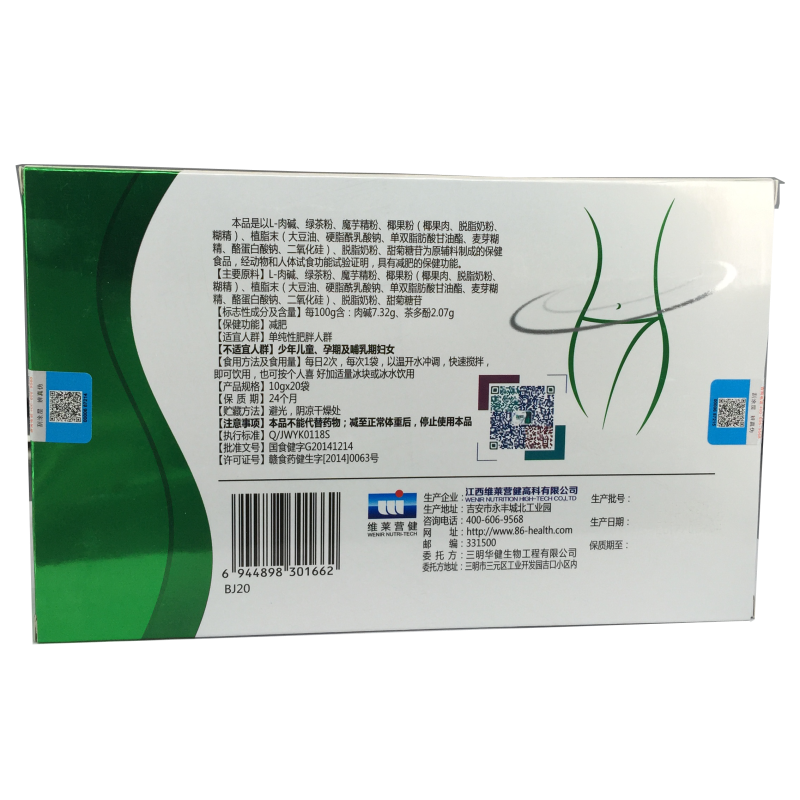 本品是以L-肉碱、绿茶粉、魔芋精粉、椰果粉（椰果肉、脱脂奶粉、
糊精）、植脂末（大豆油、硬脂酰乳酸钠、单双脂肪酸甘油酯、麦芽糊
精、酪蛋白酸钠、二氧化硅）、脱脂奶粉、甜菊糖苷为原辅料制成的保健
食品，经动物和人体试食功能试验证明，具有减肥的保健功能。
【主要原料】L-肉碱、绿茶粉、魔芋精粉、椰果粉（椰果肉、脱脂奶粉、
糊精）、植脂末（大豆油、硬脂酰乳酸钠、单双脂肪酸甘油酯、麦芽糊
精、酪蛋白酸钠、二氧化硅）、脱脂奶粉、甜菊糖苷
【标志性成分及含量】每100g含：肉碱7.32g、茶多酚2.07g
【保健功能】减肥
【适宜人群】单纯性肥胖人群
【不适宜人群】少年儿童、孕期及哺乳期妇女
【食用方法及食用量】每日2次，每次1袋，以温开水冲调，快速搅拌，
即可饮用，也可按个人喜 好加适量冰块或冰水饮用
【产品规格】10gx20袋
【保 质 期】24个月
【贮藏方法】避光，阴凉干燥处
【注意事项】本品不能代替药物；减至正常体重后，停止使用本品
【执行标准】Q/JWYK0118S
【批准文号】国食健字G20141214
【许可证号】赣食药健生字[2014]0063号
6 944898 301662
BJ20
维莱营健
WENIR NUTRI-TECH
生产企业：江西维莱营健高科有限公司
WENIR NUTRITION HIGH-TECH CO.,LTD
生产地址：吉安市永丰城北工业园
咨询电话：400-606-9568
网 址：http://www.86-health.com
邮 编：331500
委 托 方：三明华健生物工程有限公司
委托方地址：三明市三元区工业开发园吉口小区内
生产批号：
生产日期：
保质期至：